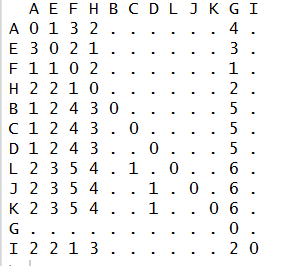 A E F H B C D L J K G I
A 0 1 3 2 . . . . . . 4 .
E 3 0 2 1 . . . . . . 3 .
F 1 1 0 2 . . . . . . 1 .
H 2 2 1 0 . . . . . . 2 .
B 1 2 4 3 0 . . . . . 5 .
C 1 2 4 3 . 0 . . . . 5 .
D 1 2 4 3 . . 0 . . . 5 .
L 2 3 5 4 . 1 . 0 . . 6 .
J 2 3 5 4 . . 1 . 0 . 6 .
K 2 3 5 4 . . 1 . . 0 6 .
G . . . . . . . . . . 0 .
I 2 2 1 3 . . . . . . 2 0